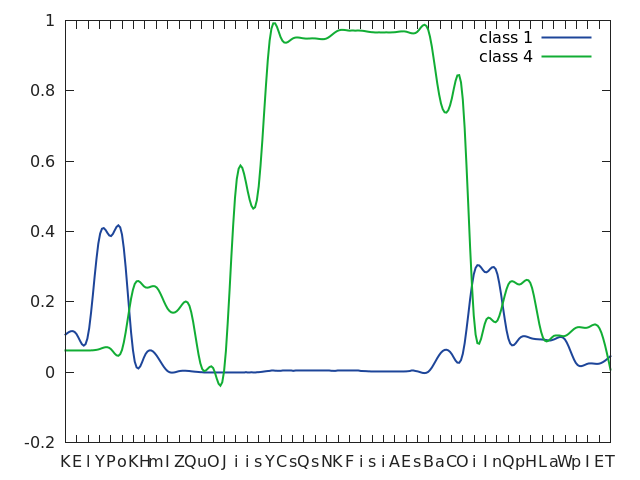 1
0.8
0.6
0.4
0.2
0
-0.2
class 1
class 4
K E I Y P o K H m I Z Q u O J i i s Y C s Q s N K F i s i A E s B a C O i I n Q p H L a W p I E T